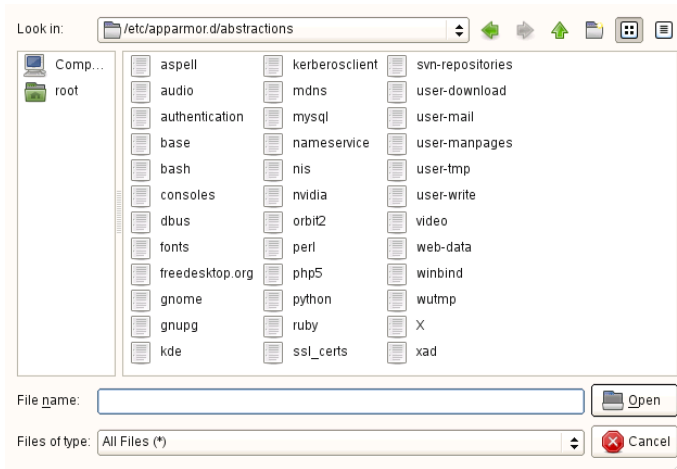 Look in: /etc/apparmor.d/abstractions
Comp...
root
aspell kerberosclient svn-repositories
audio mdns user-download
authentication mysql user-mail
base nameservice user-manpages
bash nis user-tmp
consoles nvidia user-write
dbus orbit2 video
fonts perl web-data
freedesktop.org php5 winbind
gnome python wutmp
gnupg ruby X
kde ssl_certs xad
File name: Open
Files of type: All Files (*) Cancel